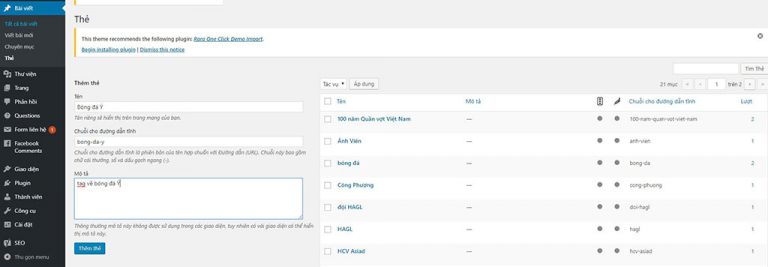 Bài viết
Tất cả bài viết
Viết bài mới
Chuyên mục
Thẻ
Thư viện
Trang
Phản hồi
Questions
Form liên hệ 1
Facebook
Comments
Giao diện
Plugin
Thành viên
Công cụ
Cài đặt
SEO
Thu gọn menu
Thẻ
This theme recommends the following plugin: Rara One Click Demo Import.
Begin installing plugin | Dismiss this notice
Thêm thẻ
Tên
Bóng đá Ý
Tên riêng sẽ hiển thị trên trang mạng của bạn.
Chuỗi cho đường dẫn tĩnh
bong-da-y
Chuỗi cho đường dẫn tĩnh là phiên bản của tên hợp chuẩn với Đường dẫn (URL). Chuỗi này bao gồm
chữ cái thường, số và dấu gạch ngang (-).
Mô tả
tag về bóng đá Ý
Thông thường mô tả này không được sử dụng trong các giao diện, tuy nhiên có vài giao diện có thể hiển
thị mô tả này.
Thêm thẻ
Tìm Thẻ
Tác vụ Áp dụng 21 mục « ‹ 1 trên 2 › »
Tên Mô tả Chuỗi cho đường dẫn tĩnh Lượt
100 năm Quần vợt Việt Nam — 100-nam-quan-vot-viet-nam 2
Ánh Viên — anh-vien 1
bóng đá — bong-da 2
Công Phượng — cong-phuong 1
đội HAGL — doi-hagl 1
HAGL — hagl 1
HCV Asiad — hcv-asiad 1